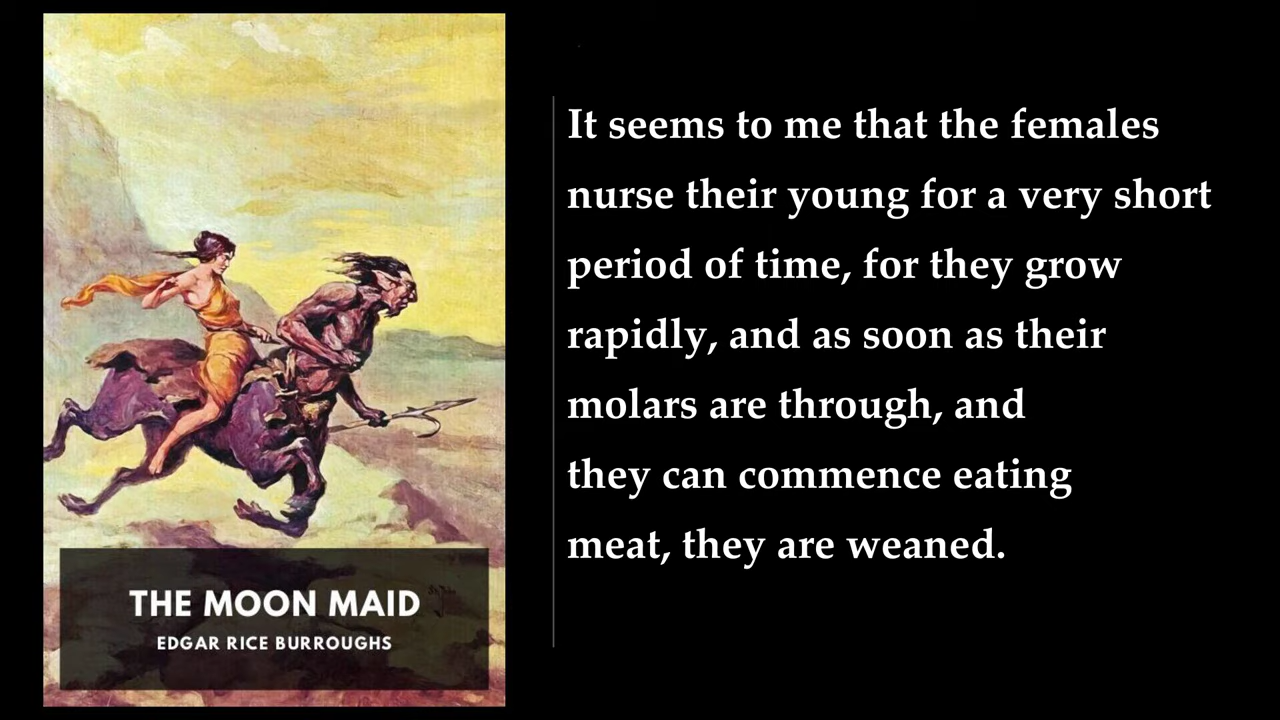 THE MOON MAID
EDGAR RICE BURROUGHS
It seems to me that the females
nurse their young for a very short
period of time, for they grow
rapidly, and as soon as their
molars are through, and
they can commence eating
meat, they are weaned.